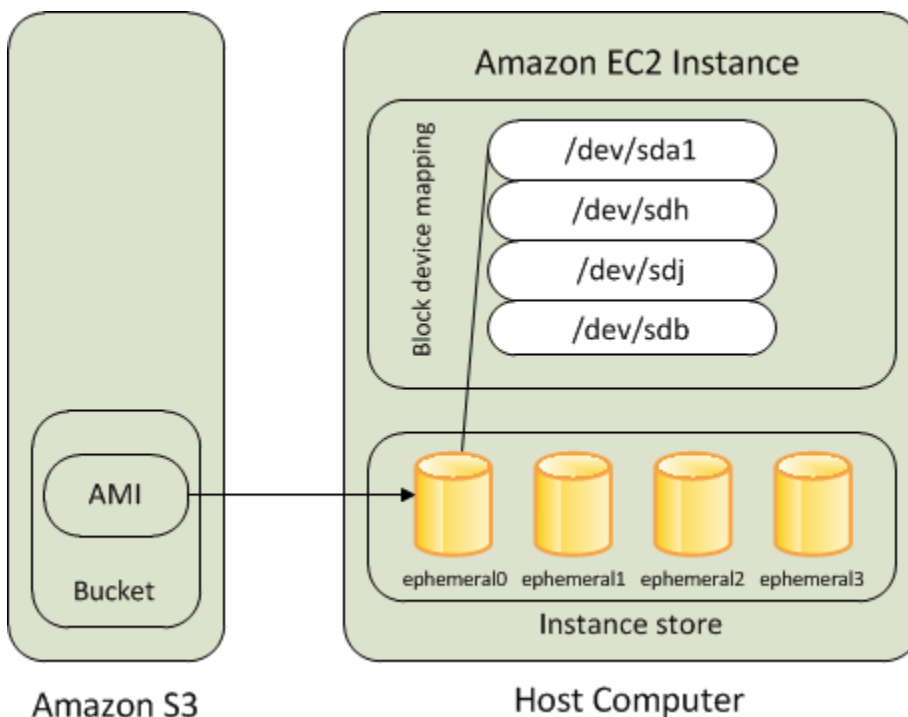 Amazon EC2 Instance
Block device mapping
/dev/sda1
/dev/sdh
/dev/sdj
/dev/sdb
AMI
Bucket
ephemeral0
ephemeral1
ephemeral2
ephemeral3
Instance store
Amazon S3
Host Computer